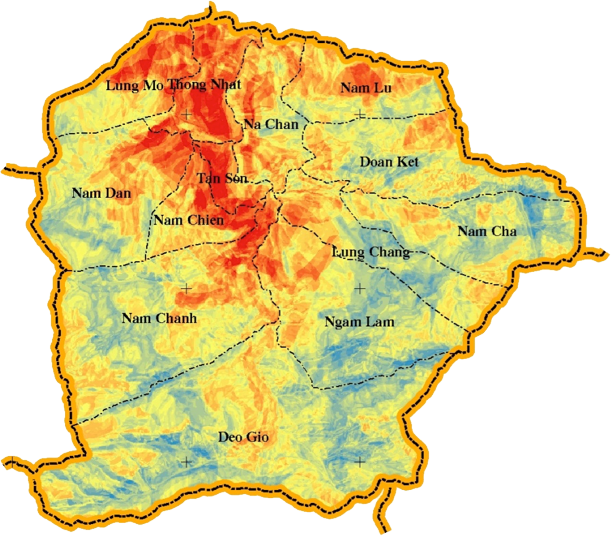 Lung Mo
Thong Nhat
Nam Lu
Na Chan
Doan Ket
Tan Son
Nam Dan
Nam Chien
Nam Cha
Lung Chang
Nam Chanh
Ngam Lam
Deo Gio